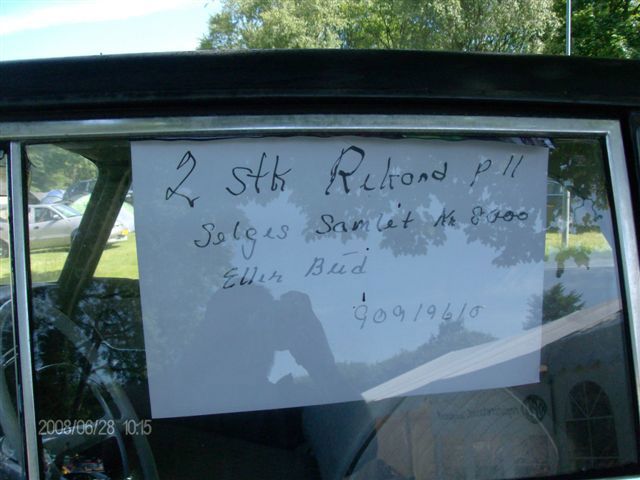 2 stk Rekord P II
Selges Samlet Kr 8000
Eller Bud
90919610
2008/06/28 10:15